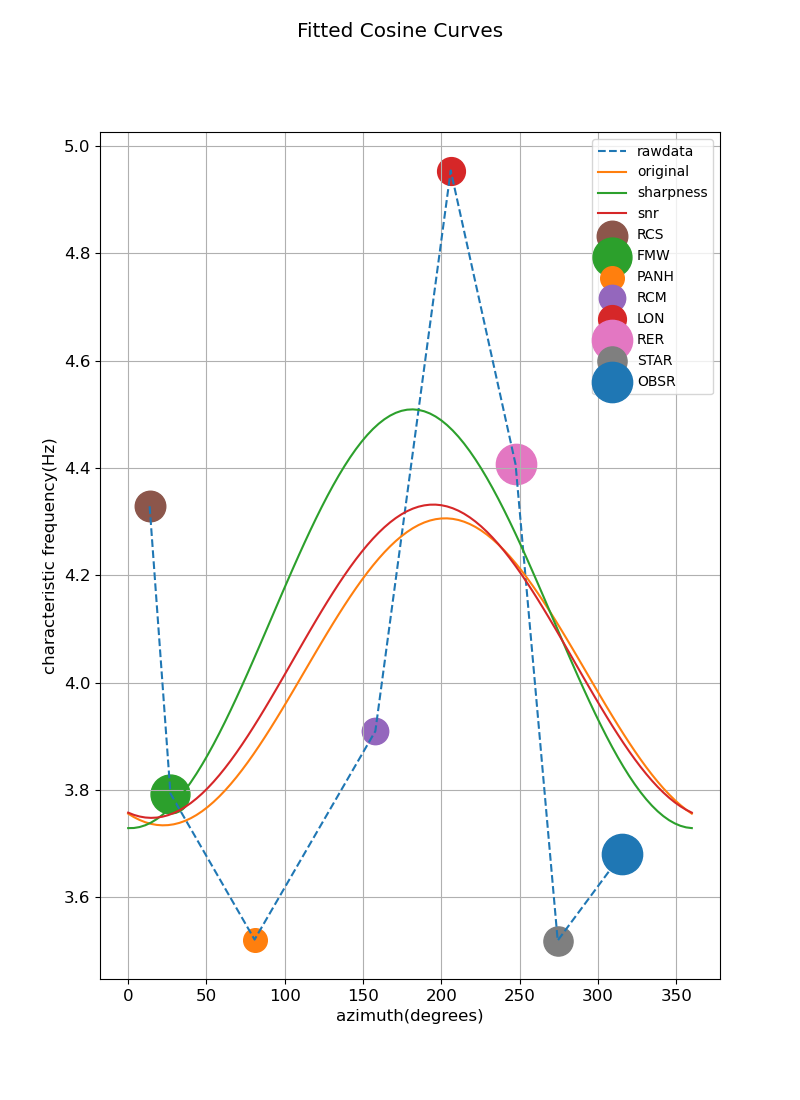 Fitted Cosine Curves
5.0
4.8
4.6
4.4
4.2
4.0
3.8
3.6
characteristic frequency(Hz)
rawdata
original
sharpness
snr
RCS
FMW
PANH
RCM
LON
RER
STAR
OBSR
0 50 100 150 200 250 300 350
azimuth(degrees)